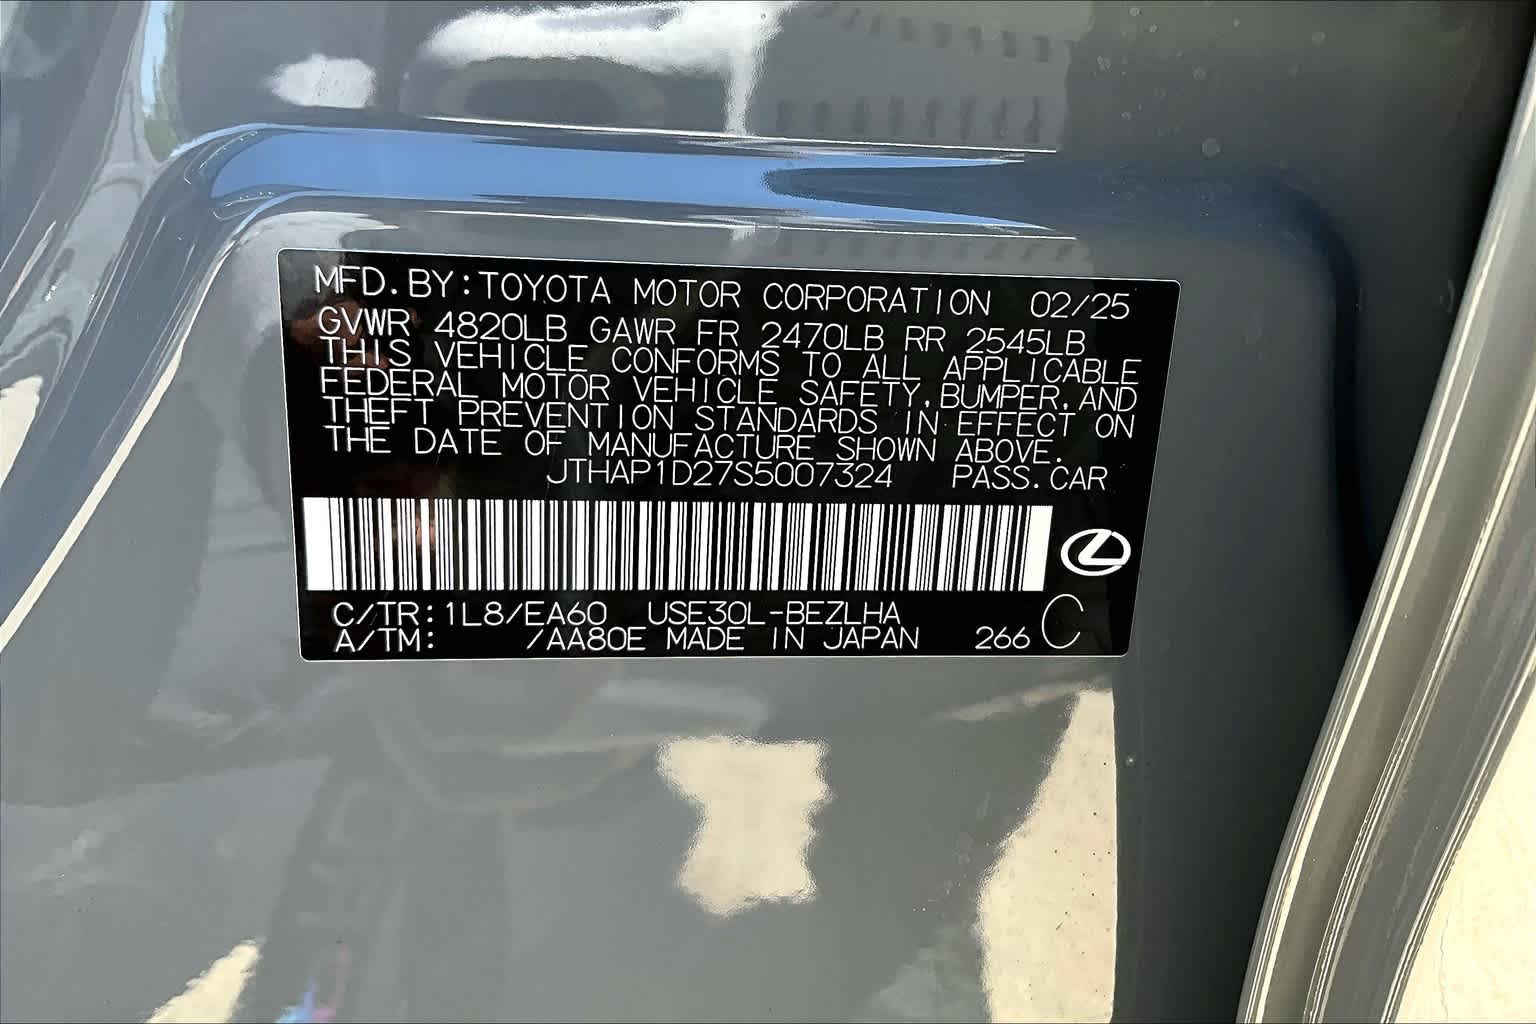 MFD. BY: TOYOTA MOTOR CORPORATION 02/25
GVWR 4820LB GAWR FR 2470LB RR 2545LB
THIS VEHICLE CONFORMS TO ALL APPLICABLE
FEDERAL MOTOR VEHICLE SAFETY, BUMPER, AND
THEFT PREVENTION STANDARDS IN EFFECT ON
THE DATE OF MANUFACTURE SHOWN ABOVE.
JTHAP1D27S5007324 PASS. CAR
C/TR: 1L8/EA60 USE30L-BEZLHA
A/TM: /AA80E MADE IN JAPAN 266 C